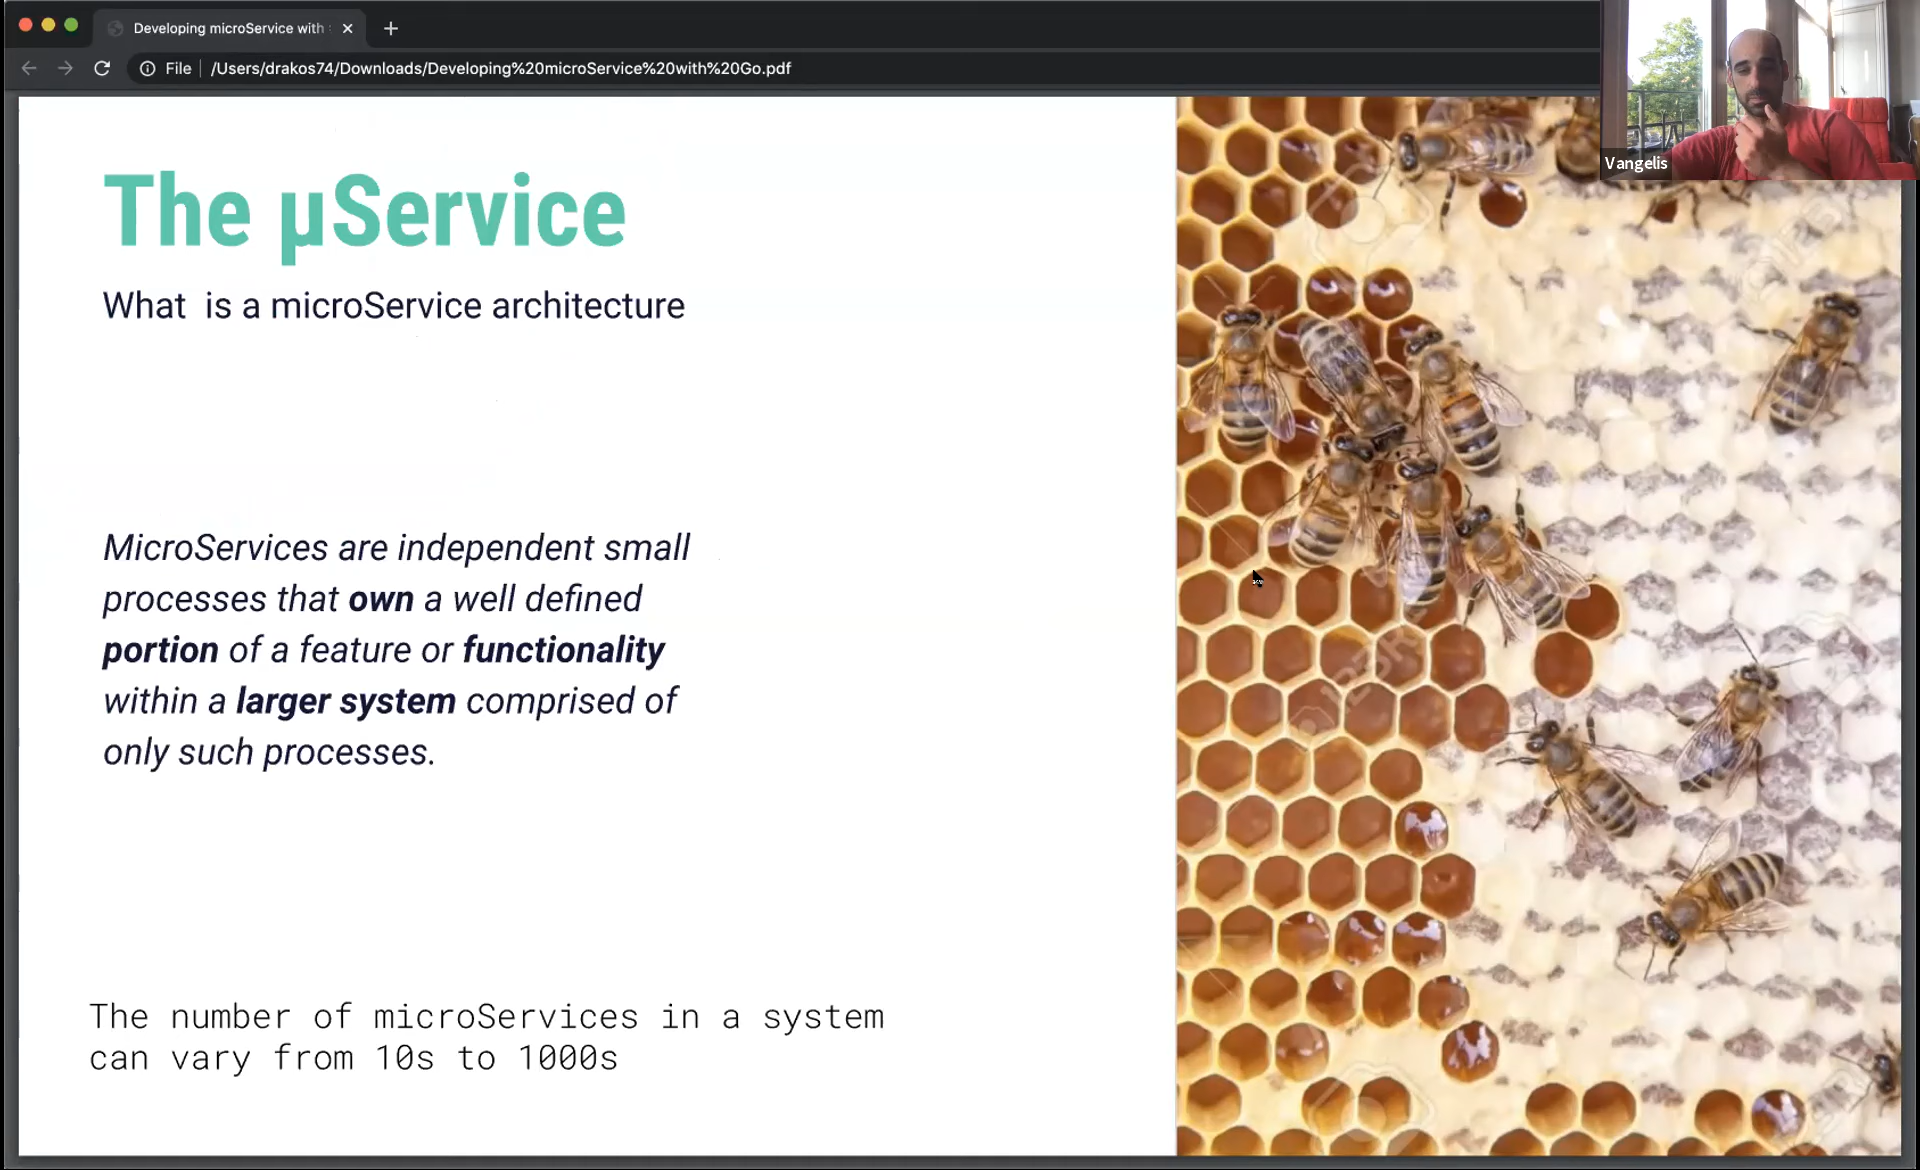 Developing microService with
File
/Users/drakos74/Downloads/Developing%20microService%20with%20Go.pdf
Vangelis
The µService
What  is a microService architecture
MicroServices are independent small
processes that own a well defined
portion of a feature or functionality
within a larger system comprised of
only such processes.
The number of microServices in a system
can vary from 10s to 1000s